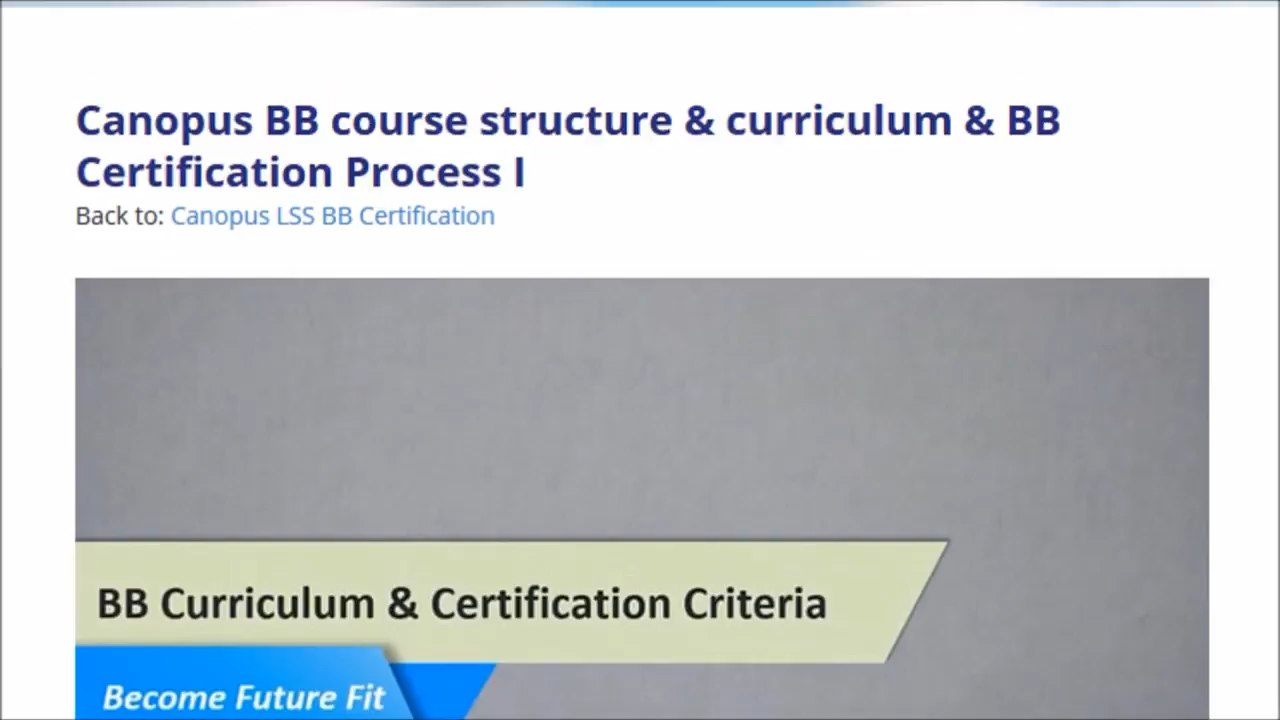 Canopus BB course structure & curriculum & BB
Certification Process I
Back to: Canopus LSS BB Certification
BB Curriculum & Certification Criteria
Become Future Fit